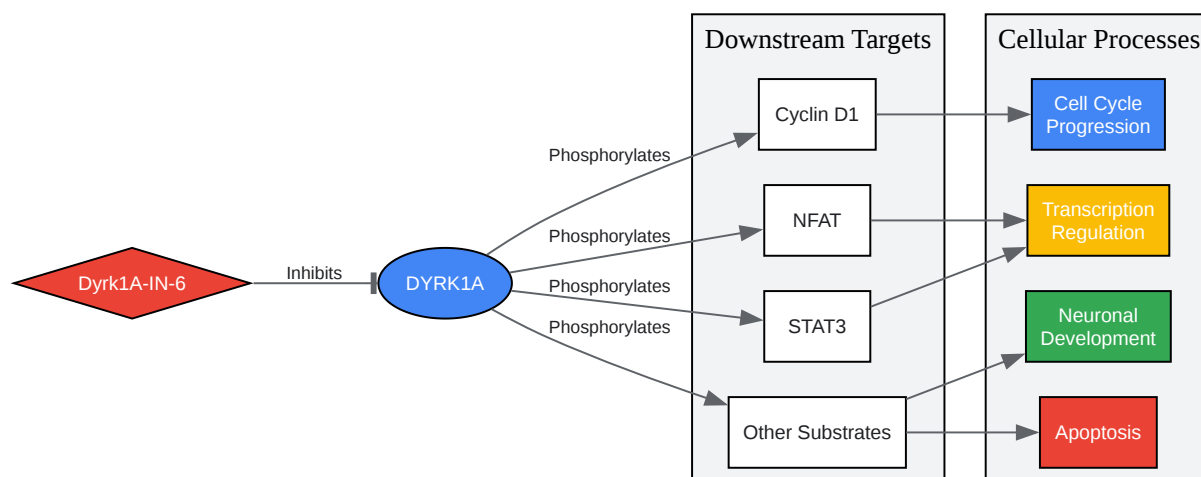 Downstream Targets
Cellular Processes
Cyclin D1
Cell Cycle
Progression
Phosphorylates
NFAT
Transcription
Regulation
Phosphorylates
Dyrk1A-IN-6
Inhibits
DYRK1A
Phosphorylates
STAT3
Neuronal
Development
Phosphorylates
Other Substrates
Apoptosis